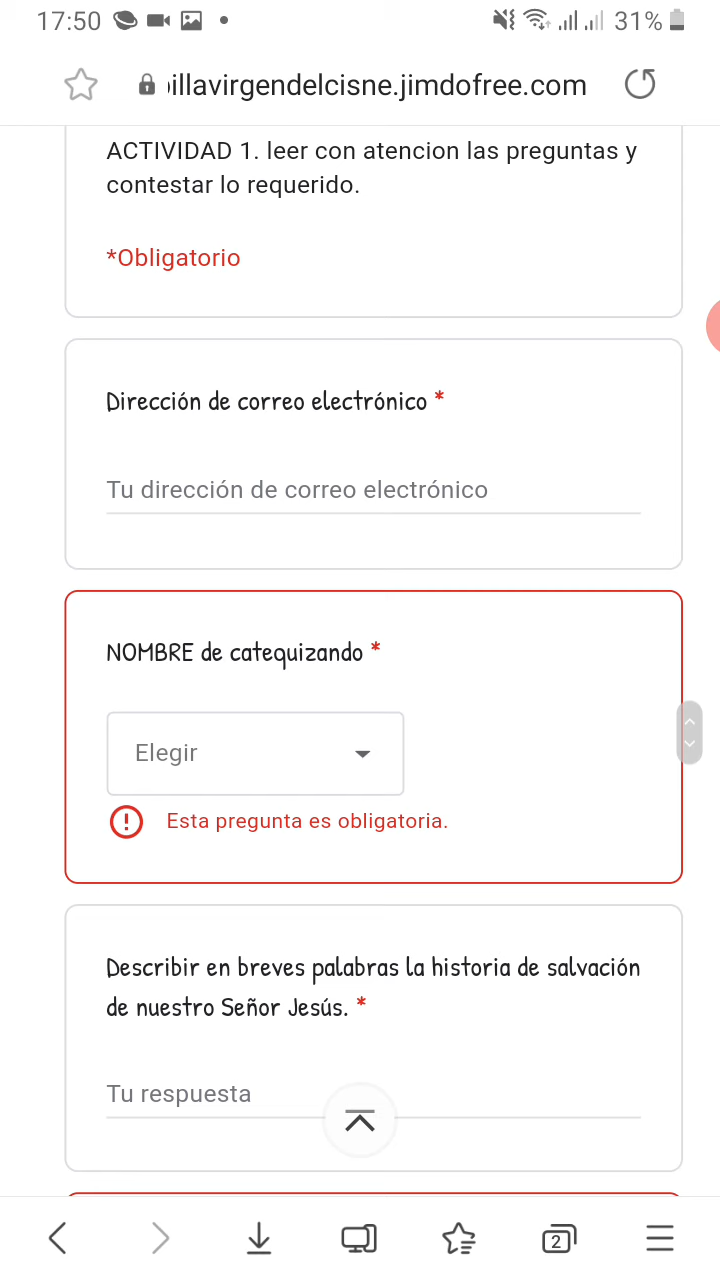 17:50
31%
illavirgendelcisne.jimdofree.com
ACTIVIDAD 1. leer con atencion las preguntas y
contestar lo requerido.
*Obligatorio
Dirección de correo electrónico *
Tu dirección de correo electrónico
NOMBRE de catequizando *
Elegir
Esta pregunta es obligatoria.
Describir en breves palabras la historia de salvación
de nuestro Señor Jesús. *
Tu respuesta
2